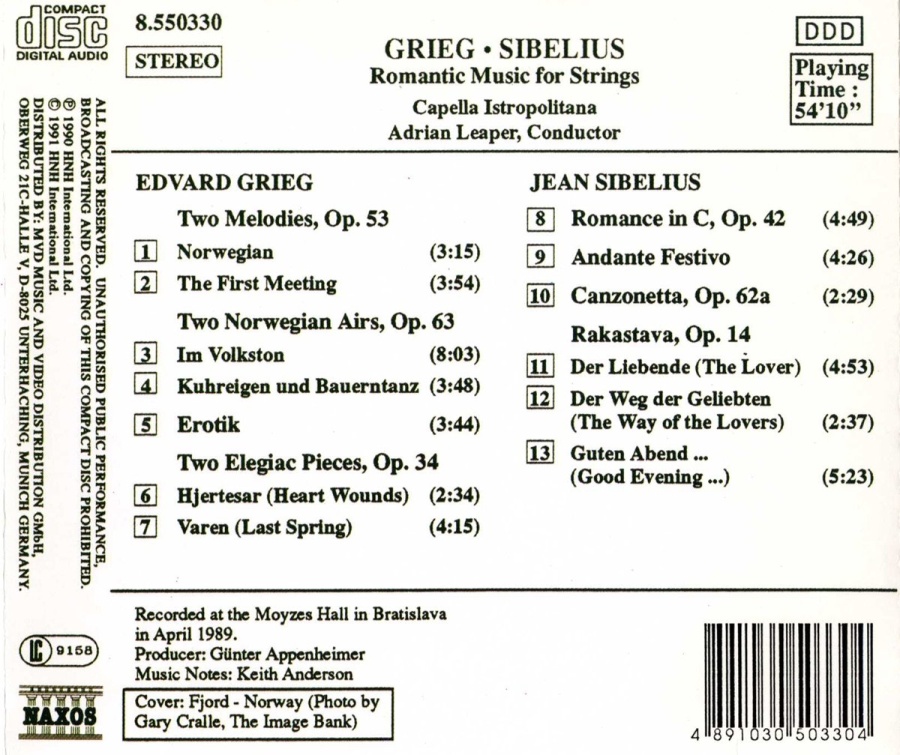 COMPACT
disc
DIGITAL AUDIO
8.550330
STEREO
GRIEG • SIBELIUS
Romantic Music for Strings
Capella Istropolitana
Adrian Leaper, Conductor
DDD
Playing
Time :
54'10"
ALL RIGHTS RESERVED. UNAUTHORISED PUBLIC PERFORMANCE,
BROADCASTING AND COPYING OF THIS COMPACT DISC PROHIBITED.
℗ 1990 HNH International Ltd.
© 1991 HNH International Ltd.
DISTRIBUTED BY: MVD MUSIC AND VIDEO DISTRIBUTION GMbH,
OBERWEG 21C-HALLE V, D-8025 UNTERHACHING, MUNICH GERMANY.
EDVARD GRIEG
Two Melodies, Op. 53
1 Norwegian (3:15)
2 The First Meeting (3:54)
Two Norwegian Airs, Op. 63
3 Im Volkston (8:03)
4 Kuhreigen und Bauerntanz (3:48)
5 Erotik (3:44)
Two Elegiac Pieces, Op. 34
6 Hjertesar (Heart Wounds) (2:34)
7 Varen (Last Spring) (4:15)
JEAN SIBELIUS
8 Romance in C, Op. 42 (4:49)
9 Andante Festivo (4:26)
10 Canzonetta, Op. 62a (2:29)
Rakastava, Op. 14
11 Der Liebende (The Lover) (4:53)
12 Der Weg der Geliebten
(The Way of the Lovers) (2:37)
13 Guten Abend ...
(Good Evening ...) (5:23)
Recorded at the Moyzes Hall in Bratislava
in April 1989.
Producer: Günter Appenheimer
Music Notes: Keith Anderson
Cover: Fjord - Norway (Photo by
Gary Cralle, The Image Bank)
LC 9158
NAXOS
4 891030 503304